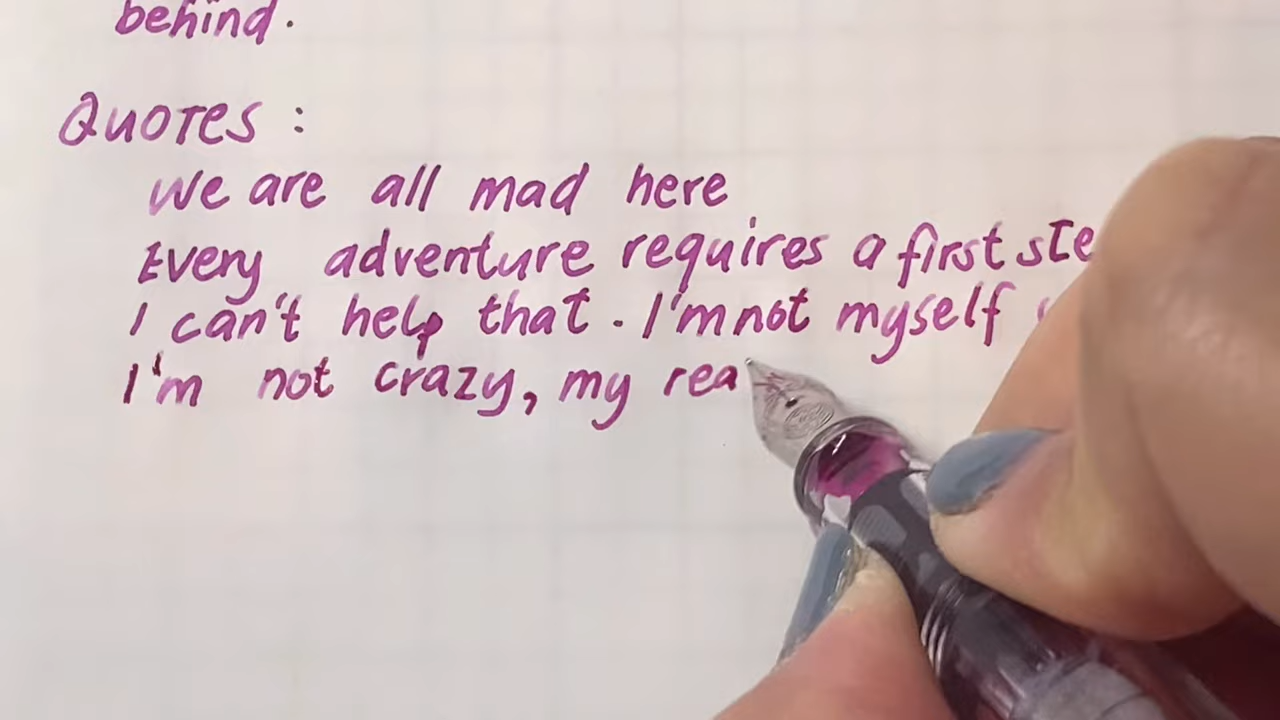 behind.
Quotes :
We are all mad here
Every adventure requires a first ste
I can't help that. I'm not myself
I'm not crazy, my rea